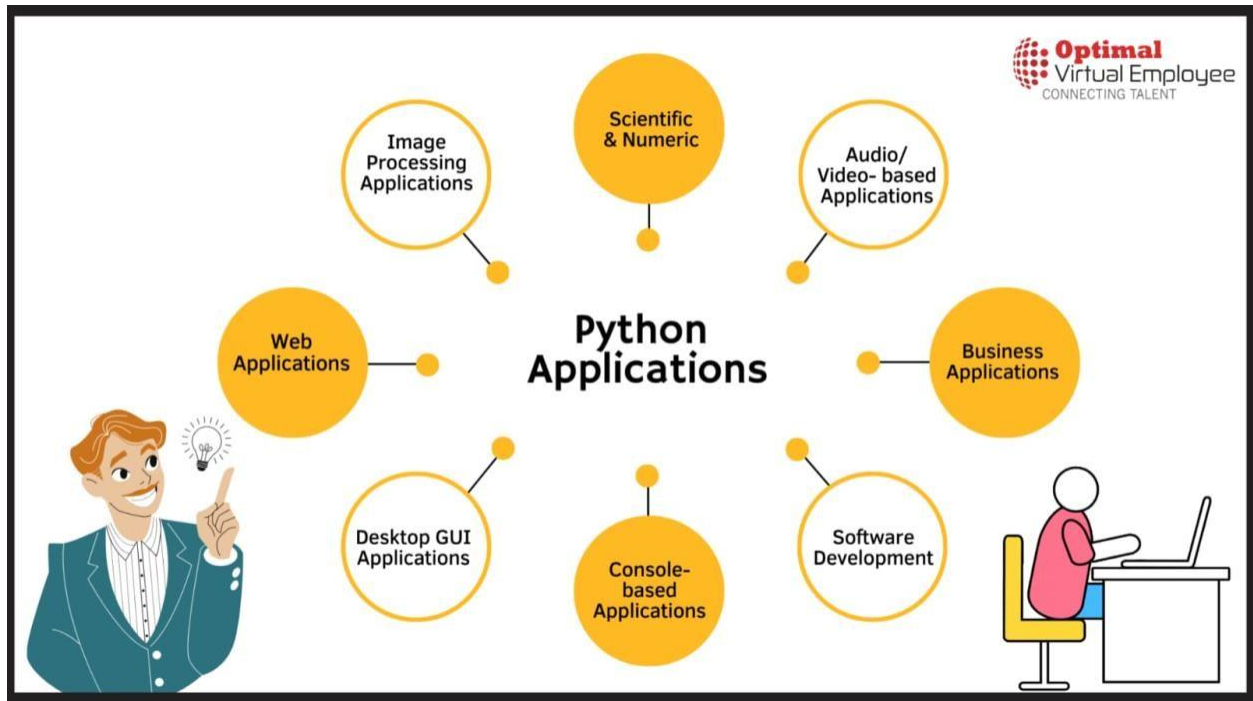 Optimal
Virtual Employee
CONNECTING TALENT
Scientific
& Numeric
Image
Processing
Applications
Audio/
Video- based
Applications
Python
Applications
Web
Applications
Business
Applications
Desktop GUI
Applications
Console-
based
Applications
Software
Development